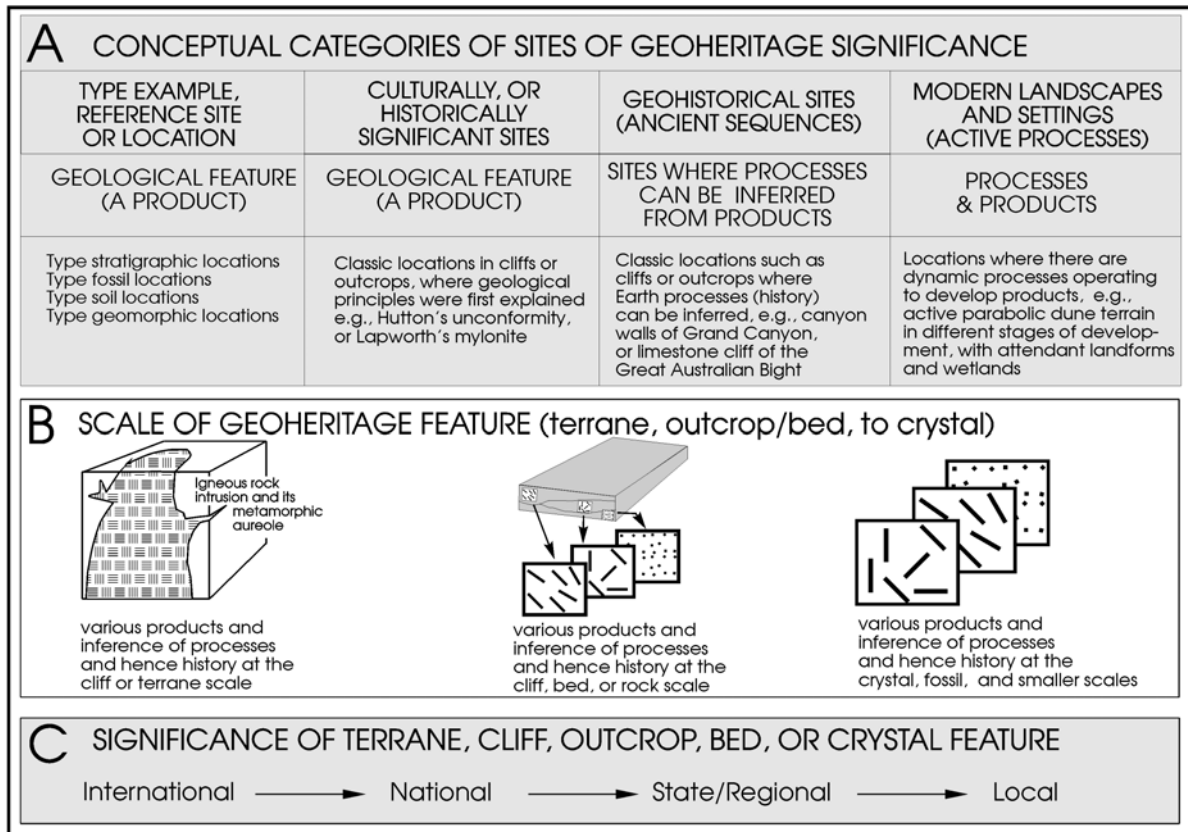 A CONCEPTUAL CATEGORIES OF SITES OF GEOHERITAGE SIGNIFICANCE
TYPE EXAMPLE,
REFERENCE SITE
OR LOCATION
CULTURALLY, OR
HISTORICALLY
SIGNIFICANT SITES
GEOHISTORICAL SITES
(ANCIENT SEQUENCES)
MODERN LANDSCAPES
AND SETTINGS
(ACTIVE PROCESSES)
GEOLOGICAL FEATURE
(A PRODUCT)
GEOLOGICAL FEATURE
(A PRODUCT)
SITES WHERE PROCESSES
CAN BE INFERRED
FROM PRODUCTS
PROCESSES
& PRODUCTS
Type stratigraphic locations
Type fossil locations
Type soil locations
Type geomorphic locations
Classic locations in cliffs or
outcrops, where geological
principles were first explained
e.g., Hutton's unconformity,
or Lapworth's mylonite
Classic locations such as
cliffs or outcrops where
Earth processes (history)
can be inferred, e.g., canyon
walls of Grand Canyon,
or limestone cliff of the
Great Australian Bight
Locations where there are
dynamic processes operating
to develop products, e.g.,
active parabolic dune terrain
in different stages of develop-
ment, with attendant landforms
and wetlands
B SCALE OF GEOHERITAGE FEATURE (terrane, outcrop/bed, to crystal)
Igneous rock
intrusion and its
metamorphic
aureole
various products and
inference of processes
and hence history at the
cliff or terrane scale
various products and
inference of processes
and hence history at the
cliff, bed, or rock scale
various products and
inference of processes
and hence history at the
crystal, fossil, and smaller scales
C SIGNIFICANCE OF TERRANE, CLIFF, OUTCROP, BED, OR CRYSTAL FEATURE
International National State/Regional Local